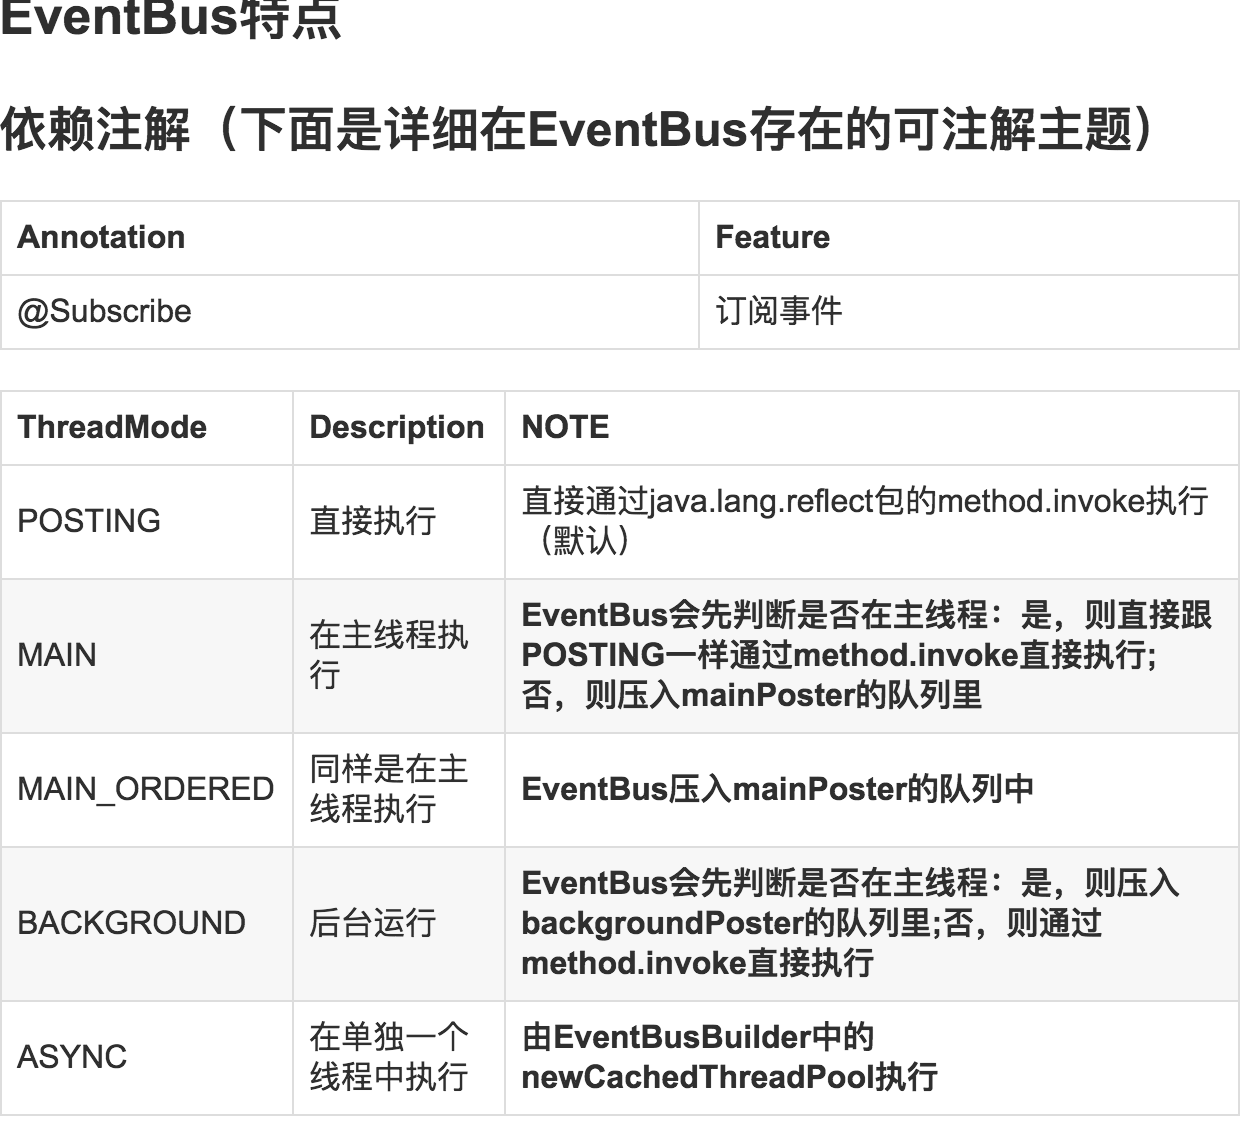 EventBus特点
依赖注解（下面是详细在EventBus存在的可注解主题）
Annotation Feature
@Subscribe 订阅事件
ThreadMode Description NOTE
POSTING 直接执行 直接通过java.lang.reflect包的method.invoke执行
（默认）
MAIN 在主线程执
行
EventBus会先判断是否在主线程：是，则直接跟
POSTING一样通过method.invoke直接执行;
否，则压入mainPoster的队列里
MAIN_ORDERED 同样是在主
线程执行
EventBus压入mainPoster的队列中
BACKGROUND 后台运行
EventBus会先判断是否在主线程：是，则压入
backgroundPoster的队列里;否，则通过
method.invoke直接执行
ASYNC 在单独一个
线程中执行
由EventBusBuilder中的
newCachedThreadPool执行